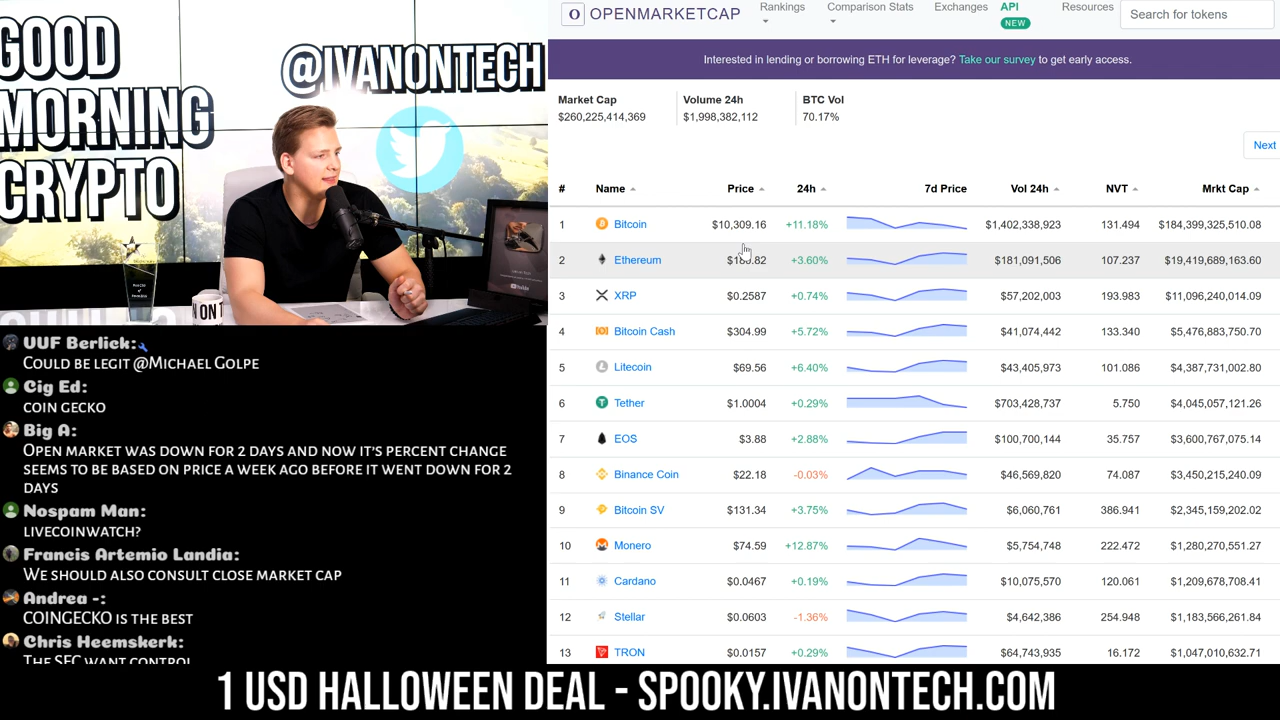 GOOD
MORNING
CRYPTO
@IVANONTECH
ON T
UUF Berlick:
Could be legit @Michael Golpe
Cig Ed:
coin gecko
Big A:
Open market was down for 2 days and now it's percent change
seems to be based on price a week ago before it went down for 2
days
Nospam Man:
livecoinwatch?
Francis Artemio Landia:
We should also consult close market cap
Andrea -:
coingecko is the best
Chris Heemskerk:
The SEC want control
OPENMARKETCAP
Rankings
Comparison Stats
Exchanges
API
NEW
Resources
Search for tokens
Interested in lending or borrowing ETH for leverage? Take our survey to get early access.
Market Cap Volume 24h BTC Vol
$260,225,414,369 $1,998,382,112 70.17%
Next
# Name Price 24h 7d Price Vol 24h NVT Mrkt Cap
1 Bitcoin $10,309.16 +11.18% $1,402,338,923 131.494 $184,399,325,510.08
2 Ethereum +3.60% $181,091,506 107.237 $19,419,689,163.60
3 XRP $0.2587 +0.74% $57,202,003 193.983 $11,096,240,014.09
4 Bitcoin Cash $304.99 +5.72% $41,074,442 133.340 $5,476,883,750.70
5 Litecoin $69.56 +6.40% $43,405,973 101.086 $4,387,731,002.80
6 Tether $1.0004 +0.29% $703,428,737 5.750 $4,045,057,121.26
7 EOS $3.88 +2.88% $100,700,144 35.757 $3,600,767,075.14
8 Binance Coin $22.18 -0.03% $46,569,820 74.087 $3,450,215,240.09
9 Bitcoin SV $131.34 +3.75% $6,060,761 386.941 $2,345,159,202.02
10 Monero $74.59 +12.87% $5,754,748 222.472 $1,280,270,551.27
11 Cardano $0.0467 +0.19% $10,075,570 120.061 $1,209,678,708.41
12 Stellar $0.0603 -1.36% $4,642,386 254.948 $1,183,566,261.84
13 TRON $0.0157 +0.29% $64,743,935 16.172 $1,047,010,632.71
1 USD HALLOWEEN DEAL - SPOOKY.IVANONTECH.COM